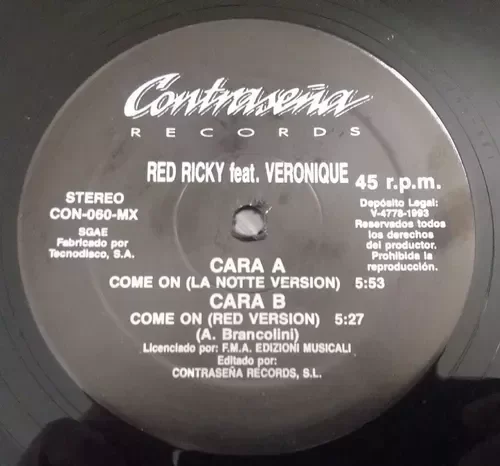 Contraseña
RECORDS
RED RICKY feat. VERONIQUE
45 r.p.m.
STEREO
CON-060-MX
SGAE
Fabricado por
Tecnodisco, S.A.
Depósito Legal:
V-4778-1993
Reservados todos
los derechos
del productor.
Prohibida la
reproducción.
CARA A
COME ON (LA NOTTE VERSION) 5:53
CARA B
COME ON (RED VERSION) 5:27
(A. Brancolini)
Licenciado por: F.M.A. EDIZIONI MUSICALI
Editado por:
CONTRASEÑA RECORDS, S.L.